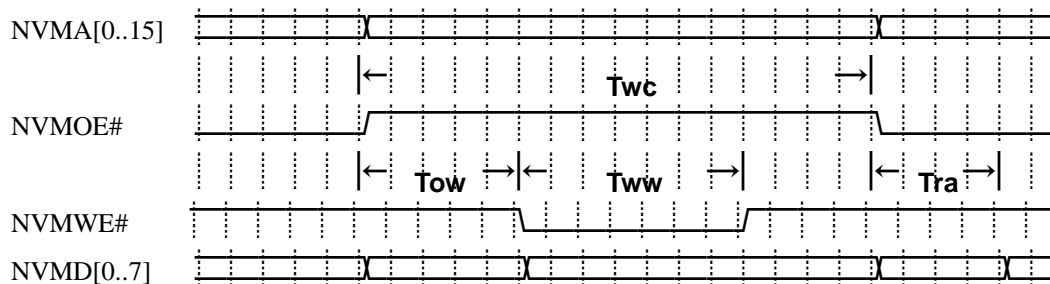 NVMA[0..15]
Twc
NVMOE#
Tow Tww Tra
NVMWE#
NVMD[0..7]